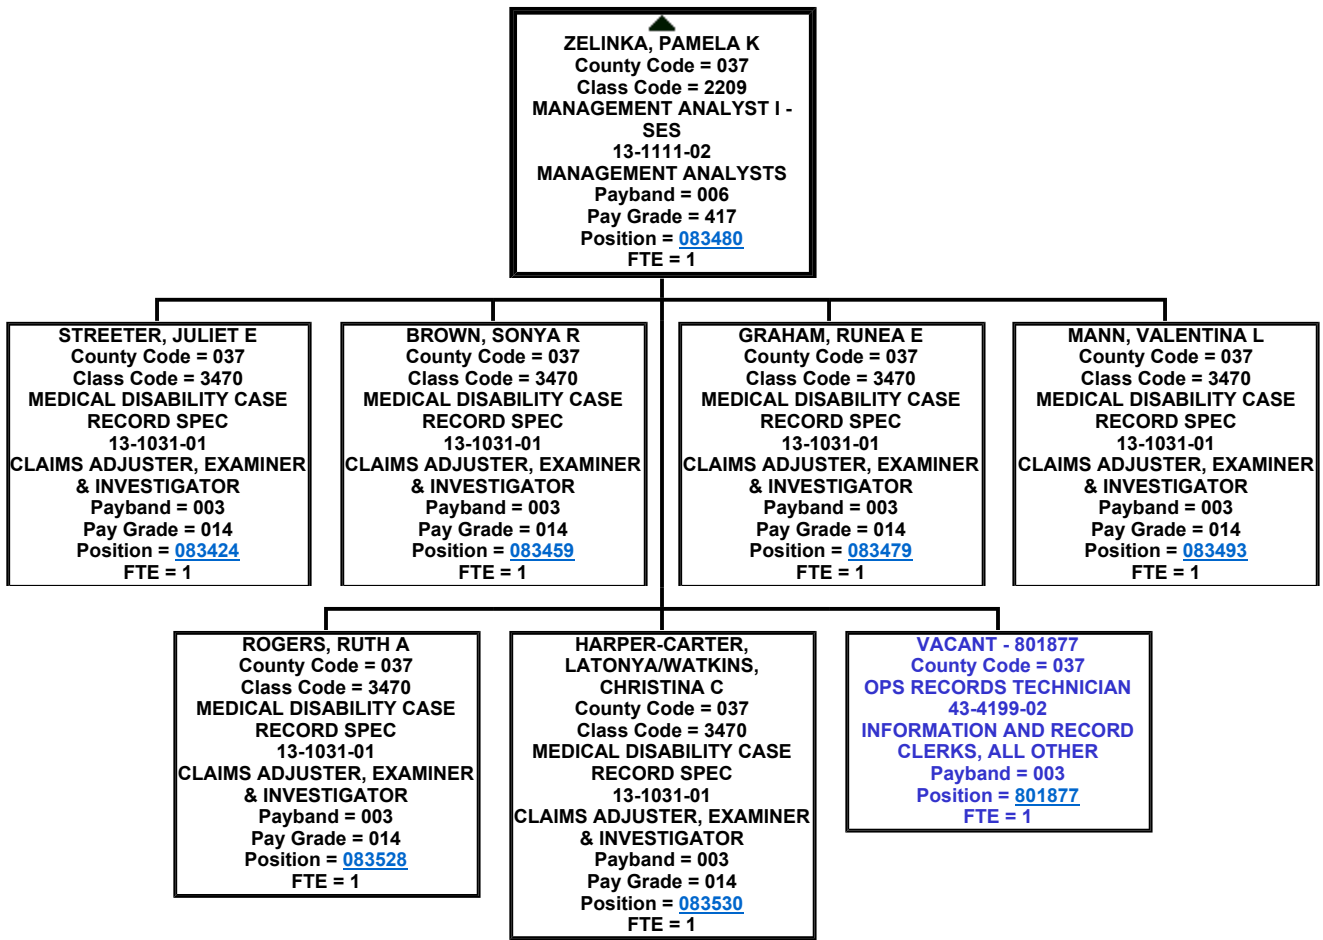 ZELINKA, PAMELA K
County Code = 037
Class Code = 2209
MANAGEMENT ANALYST I -
SES
13-1111-02
MANAGEMENT ANALYSTS
Payband = 006
Pay Grade = 417
Position = 083480
FTE = 1
STREETER, JULIET E
County Code = 037
Class Code = 3470
MEDICAL DISABILITY CASE
RECORD SPEC
13-1031-01
CLAIMS ADJUSTER, EXAMINER
& INVESTIGATOR
Payband = 003
Pay Grade = 014
Position = 083424
FTE = 1
BROWN, SONYA R
County Code = 037
Class Code = 3470
MEDICAL DISABILITY CASE
RECORD SPEC
13-1031-01
CLAIMS ADJUSTER, EXAMINER
& INVESTIGATOR
Payband = 003
Pay Grade = 014
Position = 083459
FTE = 1
GRAHAM, RUNEA E
County Code = 037
Class Code = 3470
MEDICAL DISABILITY CASE
RECORD SPEC
13-1031-01
CLAIMS ADJUSTER, EXAMINER
& INVESTIGATOR
Payband = 003
Pay Grade = 014
Position = 083479
FTE = 1
MANN, VALENTINA L
County Code = 037
Class Code = 3470
MEDICAL DISABILITY CASE
RECORD SPEC
13-1031-01
CLAIMS ADJUSTER, EXAMINER
& INVESTIGATOR
Payband = 003
Pay Grade = 014
Position = 083493
FTE = 1
ROGERS, RUTH A
County Code = 037
Class Code = 3470
MEDICAL DISABILITY CASE
RECORD SPEC
13-1031-01
CLAIMS ADJUSTER, EXAMINER
& INVESTIGATOR
Payband = 003
Pay Grade = 014
Position = 083528
FTE = 1
HARPER-CARTER,
LATONYA/WATKINS,
CHRISTINA C
County Code = 037
Class Code = 3470
MEDICAL DISABILITY CASE
RECORD SPEC
13-1031-01
CLAIMS ADJUSTER, EXAMINER
& INVESTIGATOR
Payband = 003
Pay Grade = 014
Position = 083530
FTE = 1
VACANT - 801877
County Code = 037
OPS RECORDS TECHNICIAN
43-4199-02
INFORMATION AND RECORD
CLERKS, ALL OTHER
Payband = 003
Position = 801877
FTE = 1